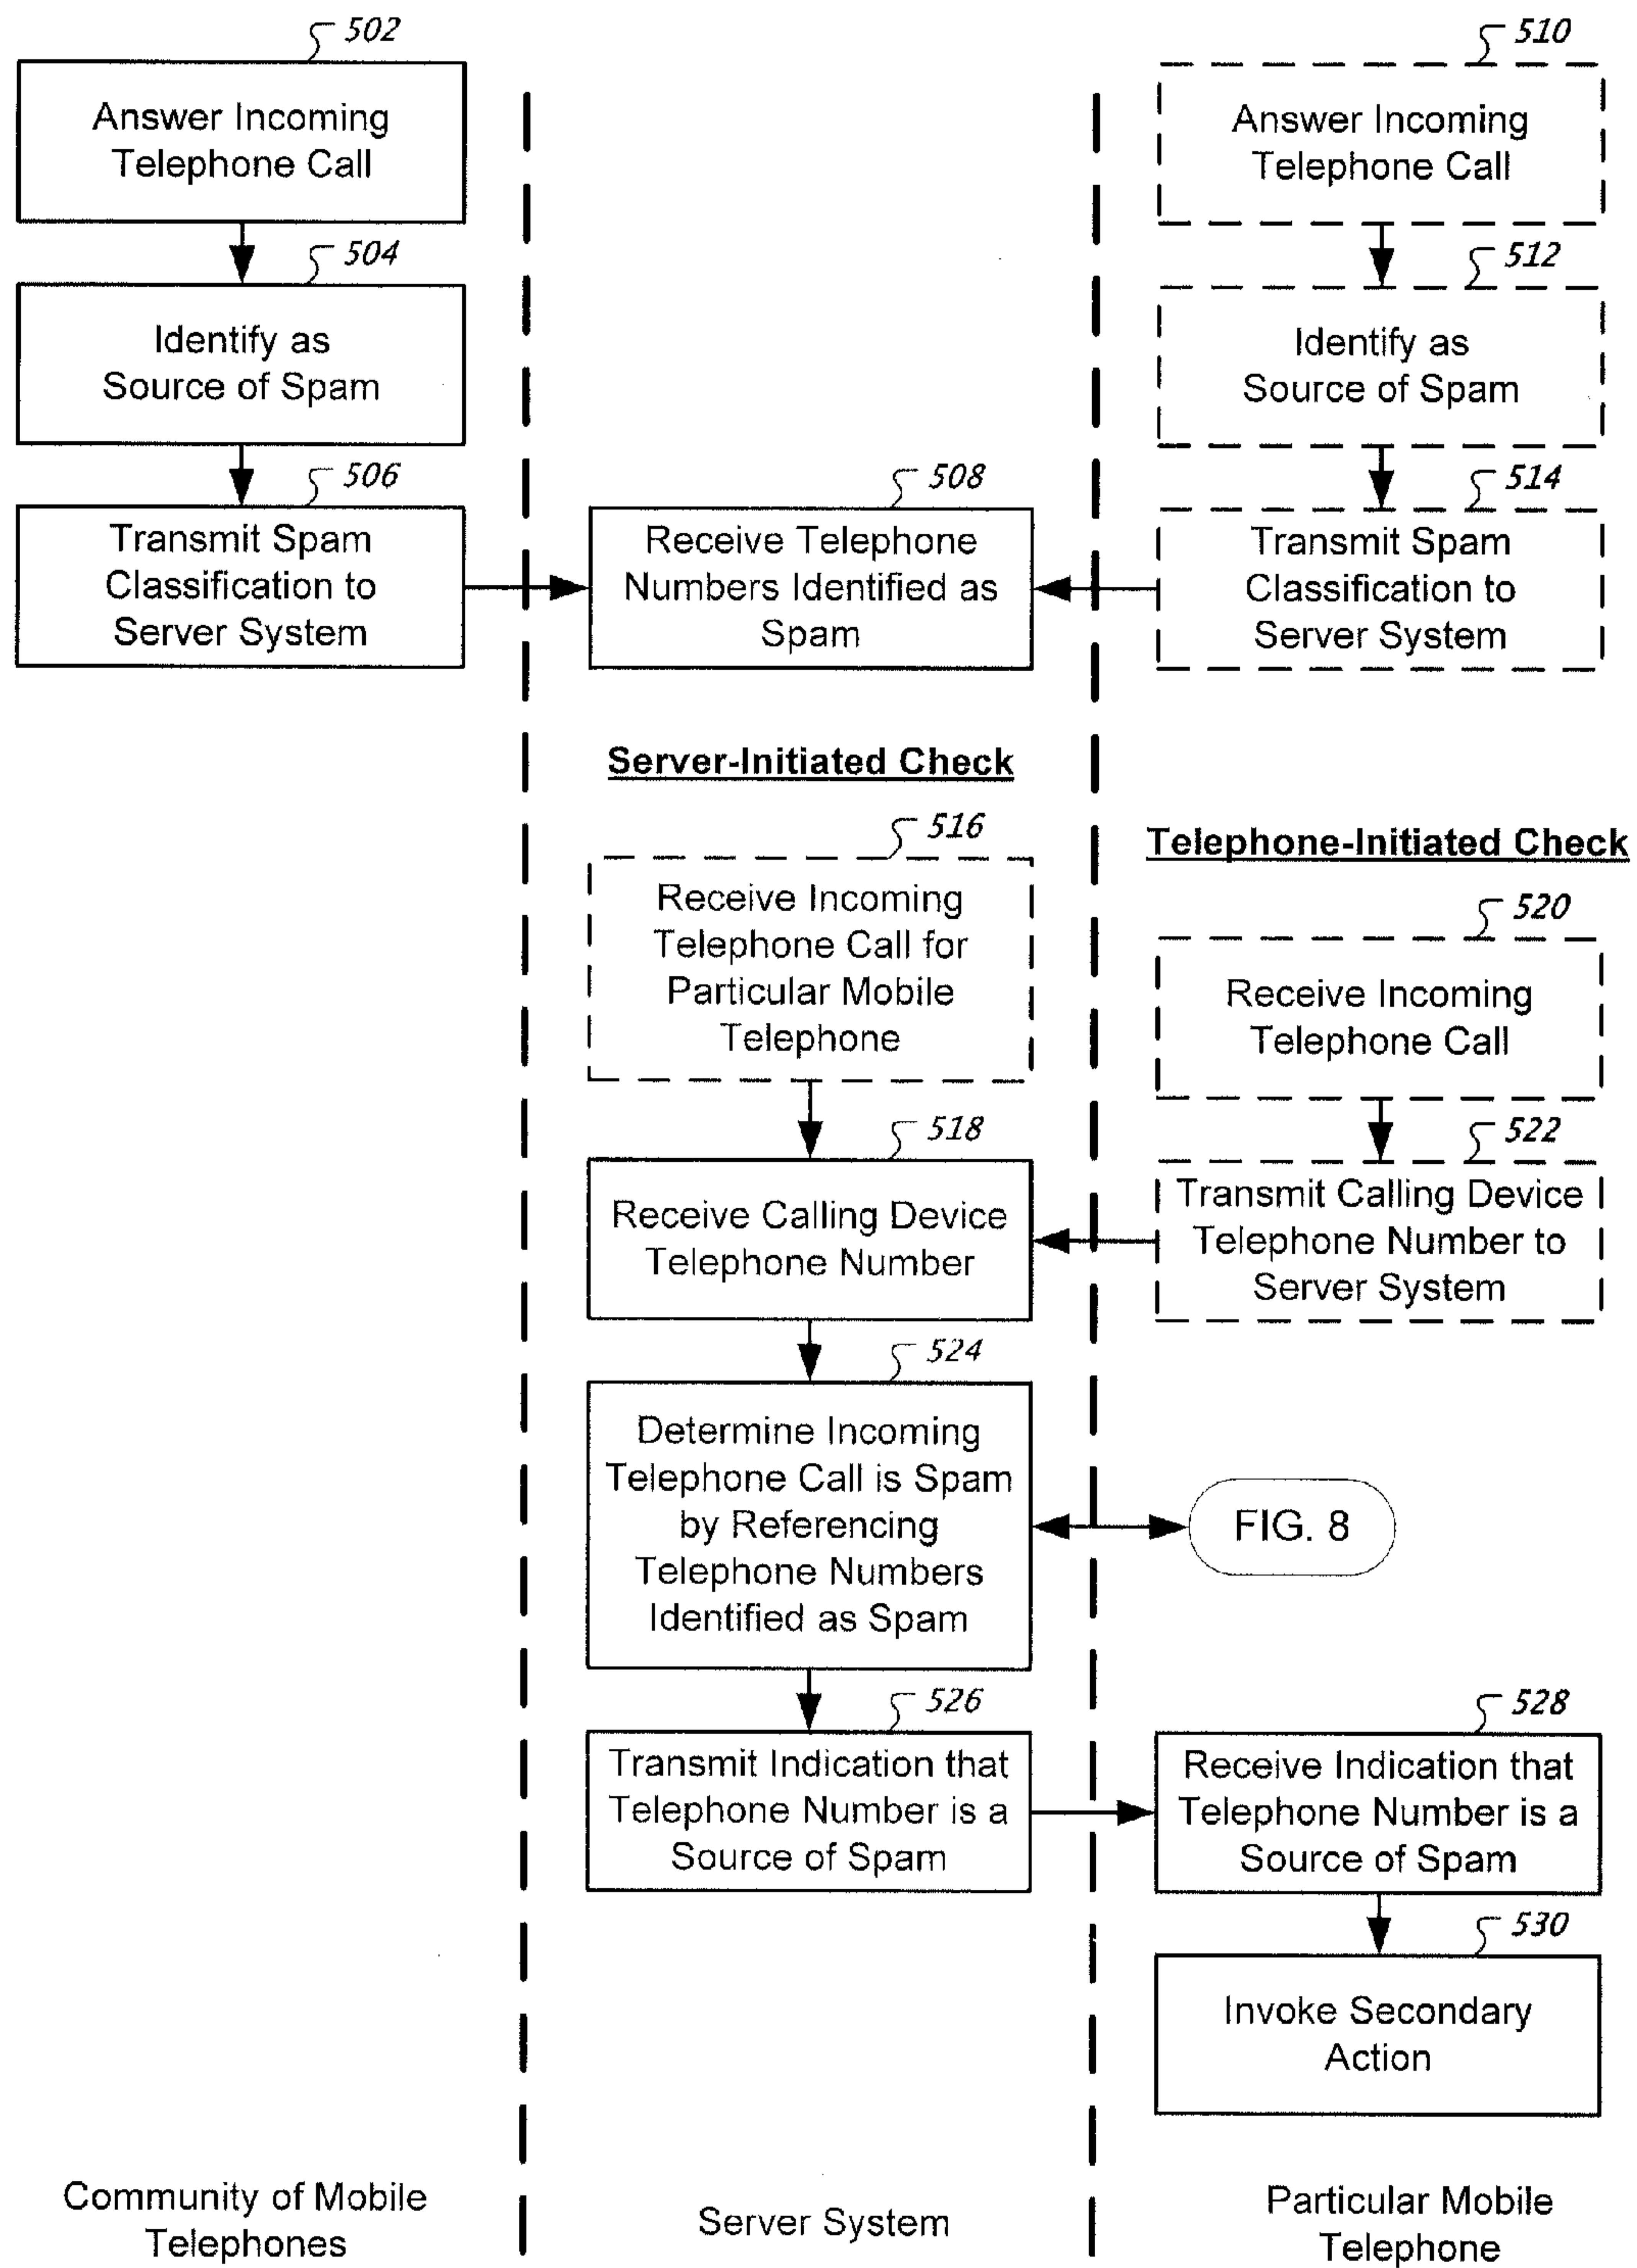 502
Answer Incoming
Telephone Call
504
Identify as
Source of Spam
506
Transmit Spam
Classification to
Server System
508
Receive Telephone
Numbers Identified as
Spam
510
Answer Incoming
Telephone Call
512
Identify as
Source of Spam
514
Transmit Spam
Classification to
Server System
Server-Initiated Check
516
Receive Incoming
Telephone Call for
Particular Mobile
Telephone
Telephone-Initiated Check
520
Receive Incoming
Telephone Call
518
Receive Calling Device
Telephone Number
522
Transmit Calling Device
Telephone Number to
Server System
524
Determine Incoming
Telephone Call is Spam
by Referencing
Telephone Numbers
Identified as Spam
FIG. 8
526
Transmit Indication that
Telephone Number is a
Source of Spam
528
Receive Indication that
Telephone Number is a
Source of Spam
530
Invoke Secondary
Action
Community of Mobile
Telephones
Server System
Particular Mobile
Telephone